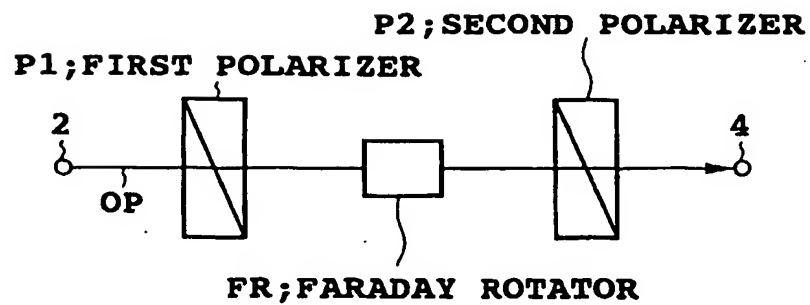 P2;SECOND POLARIZER
P1;FIRST POLARIZER
2
4
OP
FR;FARADAY ROTATOR